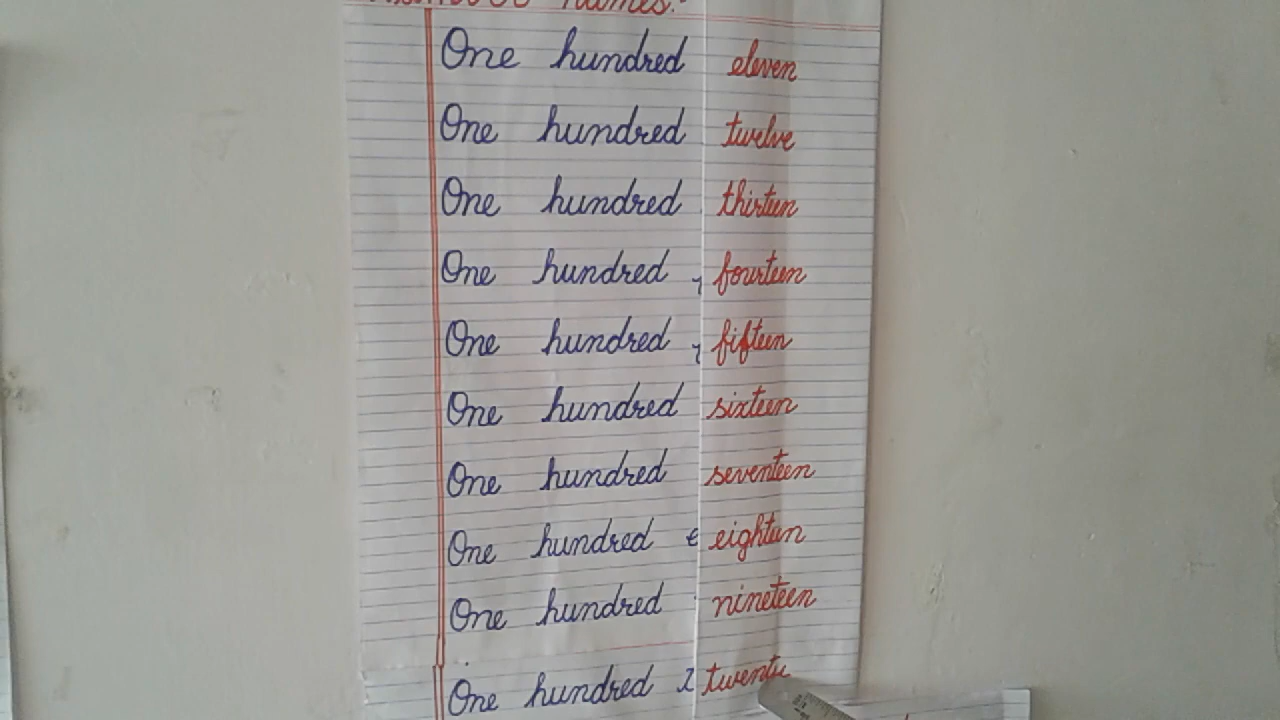 names:-
One hundred eleven
One hundred twelve
One hundred thirteen
One hundred fourteen
One hundred fifteen
One hundred sixteen
One hundred seventeen
One hundred eighteen
One hundred nineteen
One hundred twenty